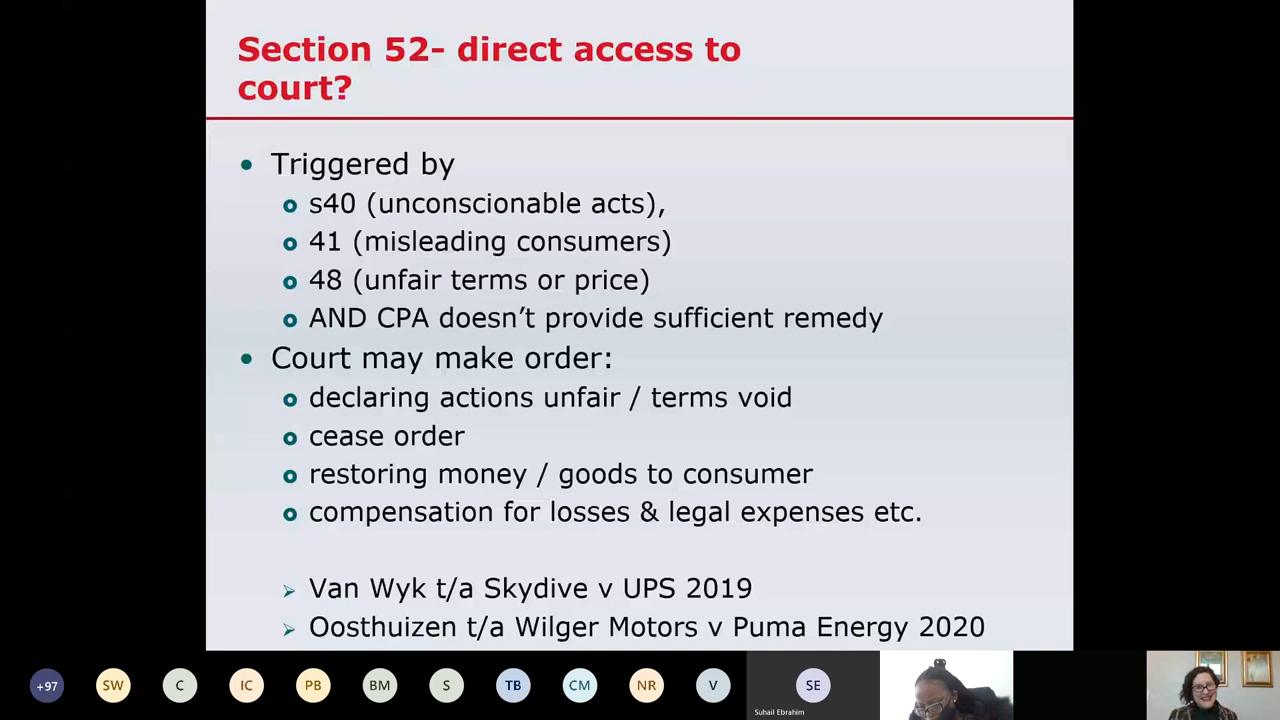 Section 52- direct access to
court?
• Triggered by
s40 (unconscionable acts),
41 (misleading consumers)
48 (unfair terms or price)
AND CPA doesn’t provide sufficient remedy
• Court may make order:
declaring actions unfair / terms void
cease order
restoring money / goods to consumer
compensation for losses & legal expenses etc.
➢ Van Wyk t/a Skydive v UPS 2019
➢ Oosthuizen t/a Wilger Motors v Puma Energy 2020
+97 SW C IC PB BM S TB CM NR V SE
Suhail Ebrahim